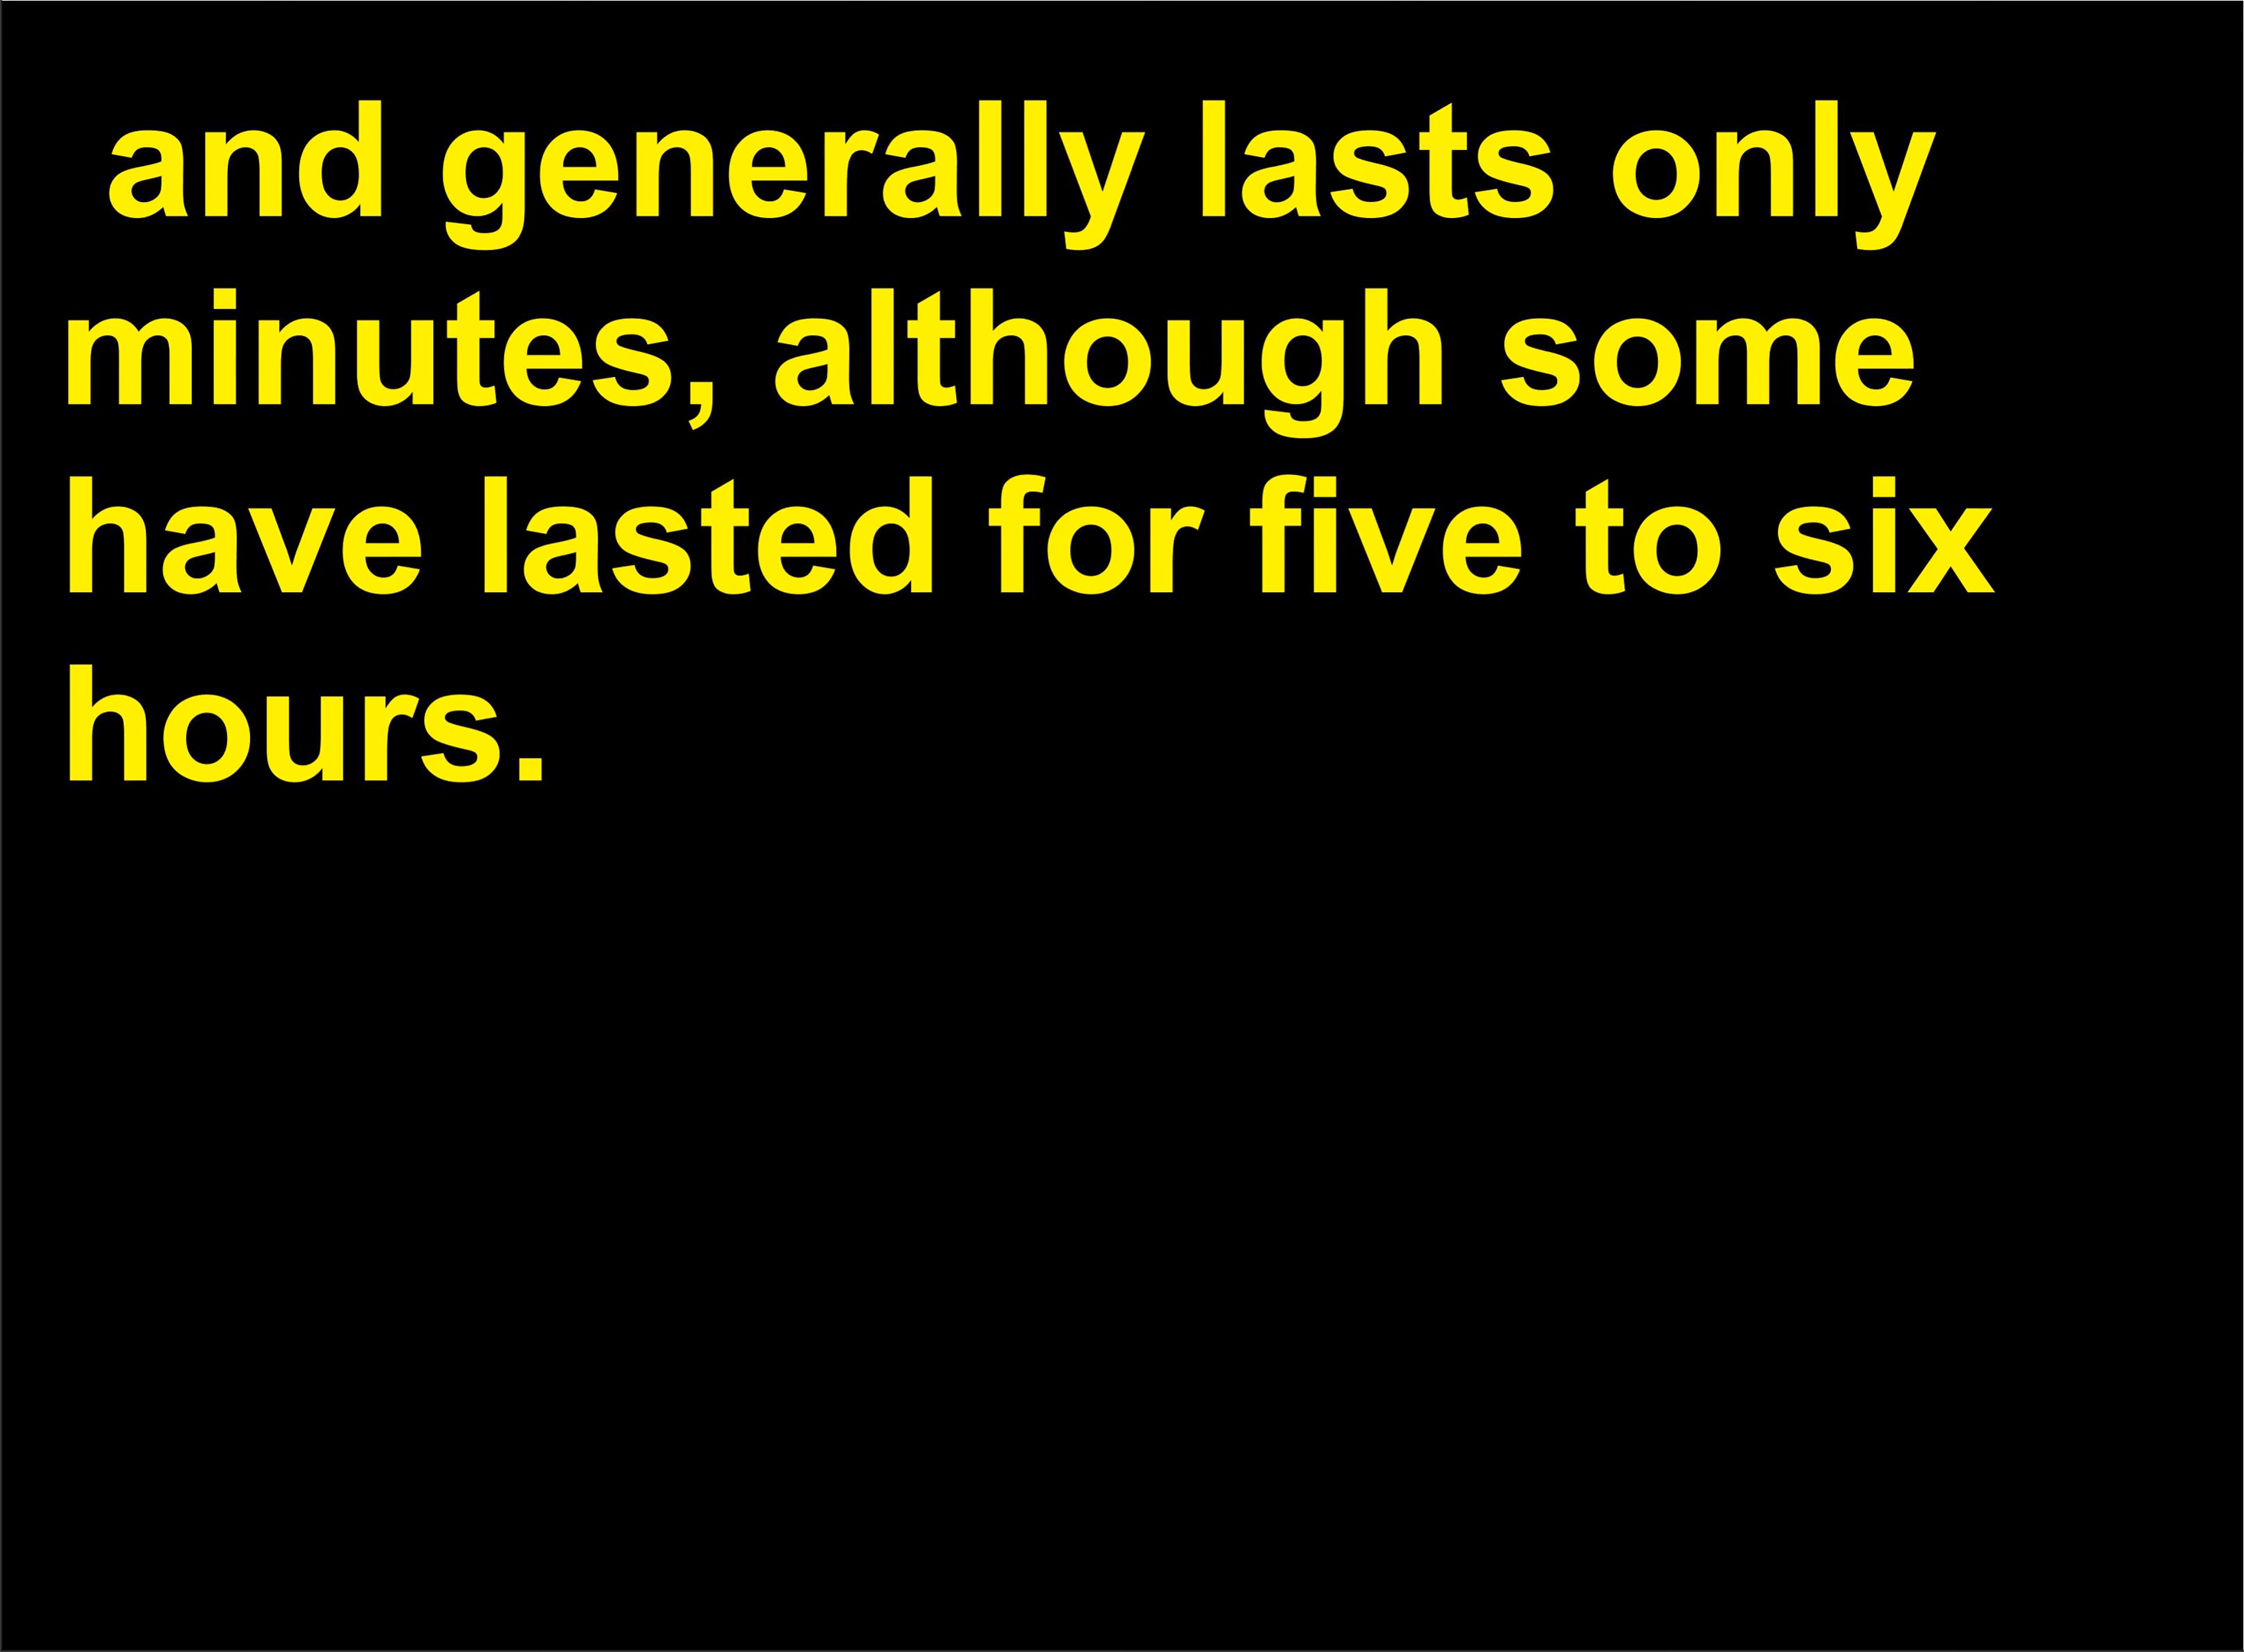 and generally lasts only
minutes, although some
have lasted for five to six
hours.